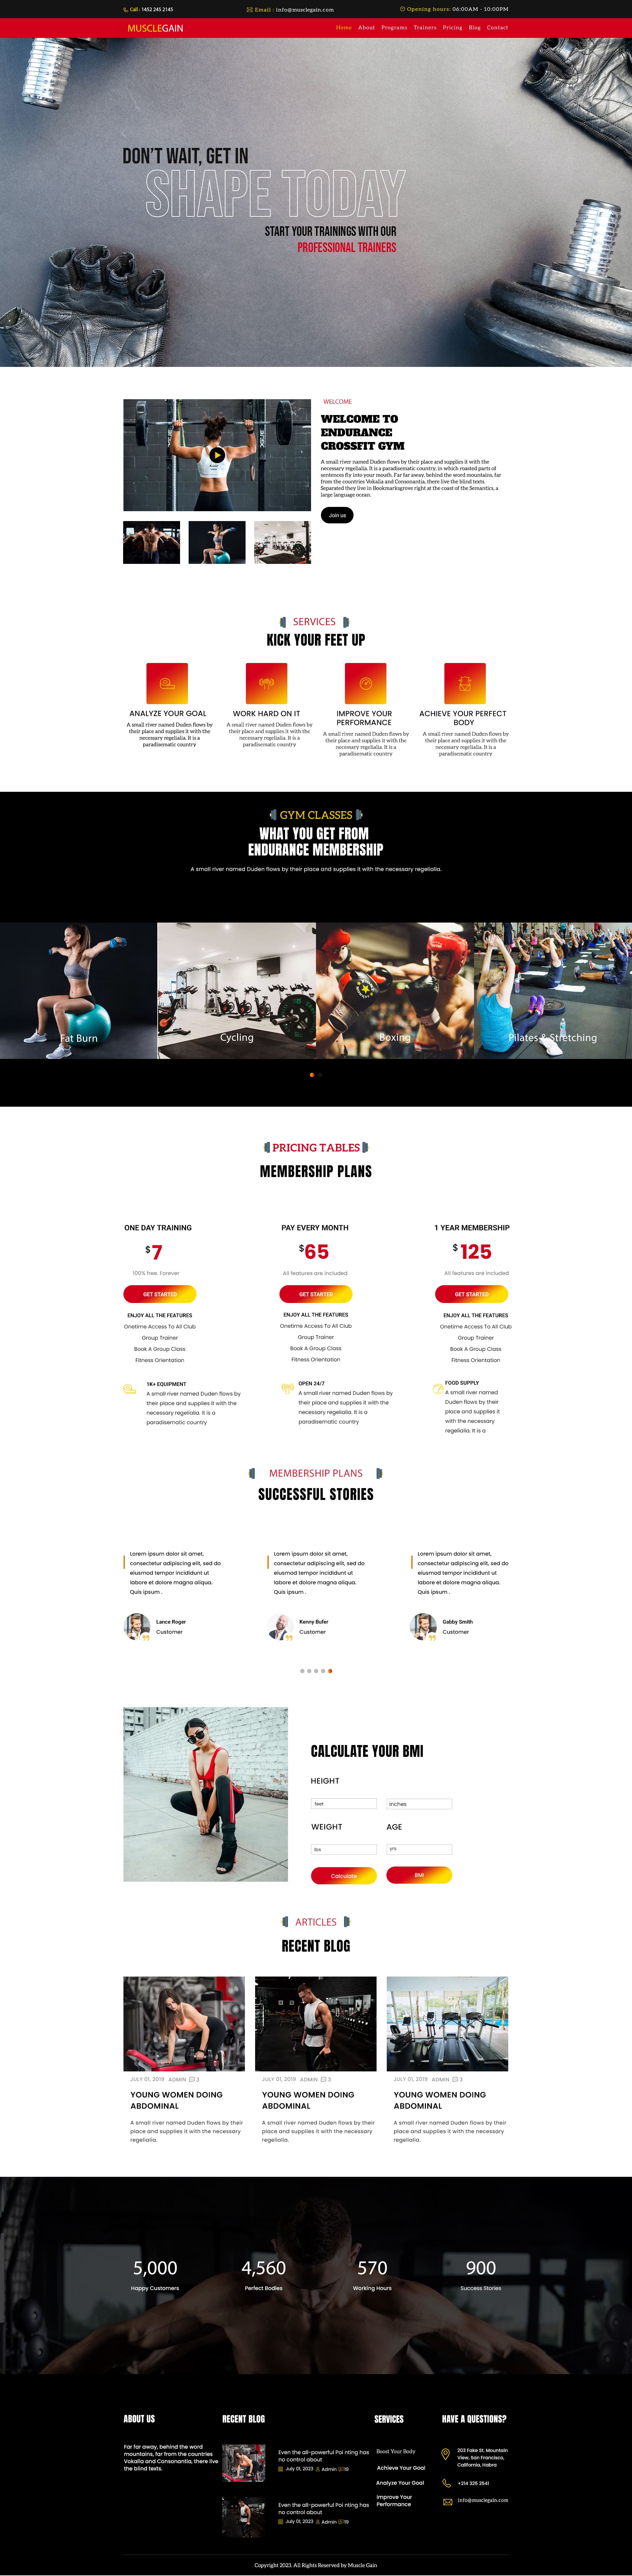 Call : 1452 245 2145
Email : info@musclegain.com
Opening hours: 06:00AM - 10:00PM
MUSCLEGAIN
Home About Programs Trainers Pricing Blog Contact
DON'T WAIT, GET IN
SHAPE TODAY
START YOUR TRAININGS WITH OUR
PROFESSIONAL TRAINERS
WELCOME
WELCOME TO
ENDURANCE
CROSSFIT GYM
A small river named Duden flows by their place and supplies it with the
necessary regelialia. It is a paradisematic country, in which roasted parts of
sentences fly into your mouth. Far far away, behind the word mountains, far
from the countries Vokalia and Consonantia, there live the blind texts.
Separated they live in Bookmarksgrove right at the coast of the Semantics, a
large language ocean.
Join us
SERVICES
KICK YOUR FEET UP
ANALYZE YOUR GOAL
A small river named Duden flows by
their place and supplies it with the
necessary regelialia. It is a
paradisematic country
WORK HARD ON IT
A small river named Duden flows by
their place and supplies it with the
necessary regelialia. It is a
paradisematic country
IMPROVE YOUR
PERFORMANCE
A small river named Duden flows by
their place and supplies it with the
necessary regelialia. It is a
paradisematic country
ACHIEVE YOUR PERFECT
BODY
A small river named Duden flows by
their place and supplies it with the
necessary regelialia. It is a
paradisematic country
GYM CLASSES
WHAT YOU GET FROM
ENDURANCE MEMBERSHIP
A small river named Duden flows by their place and supplies it with the necessary regelialia.
Fat Burn
Cycling
Boxing
Pilates & Stretching
PRICING TABLES
MEMBERSHIP PLANS
ONE DAY TRAINING
$7
100% free. Forever
GET STARTED
ENJOY ALL THE FEATURES
Onetime Access To All Club
Group Trainer
Book A Group Class
Fitness Orientation
PAY EVERY MONTH
$65
All features are included
GET STARTED
ENJOY ALL THE FEATURES
Onetime Access To All Club
Group Trainer
Book A Group Class
Fitness Orientation
1 YEAR MEMBERSHIP
$ 125
All features are included
GET STARTED
ENJOY ALL THE FEATURES
Onetime Access To All Club
Group Trainer
Book A Group Class
Fitness Orientation
1K+ EQUIPMENT
A small river named Duden flows by
their place and supplies it with the
necessary regelialia. It is a
paradisematic country
OPEN 24/7
A small river named Duden flows by
their place and supplies it with the
necessary regelialia. It is a
paradisematic country
FOOD SUPPLY
A small river named
Duden flows by their
place and supplies it
with the necessary
regelialia. It is a
MEMBERSHIP PLANS
SUCCESSFUL STORIES
Lorem ipsum dolor sit amet,
consectetur adipiscing elit, sed do
eiusmod tempor incididunt ut
labore et dolore magna aliqua.
Quis ipsum .
Lance Roger
Customer
Lorem ipsum dolor sit amet,
consectetur adipiscing elit, sed do
eiusmod tempor incididunt ut
labore et dolore magna aliqua.
Quis ipsum .
Kenny Bufer
Customer
Lorem ipsum dolor sit amet,
consectetur adipiscing elit, sed do
eiusmod tempor incididunt ut
labore et dolore magna aliqua.
Quis ipsum .
Gabby Smith
Customer
CALCULATE YOUR BMI
HEIGHT
feet
inches
WEIGHT
AGE
lbs
yrs
Calculate
BMI
ARTICLES
RECENT BLOG
JULY 01, 2019 ADMIN 3
YOUNG WOMEN DOING
ABDOMINAL
A small river named Duden flows by their
place and supplies it with the necessary
regelialia.
JULY 01, 2019 ADMIN 3
YOUNG WOMEN DOING
ABDOMINAL
A small river named Duden flows by their
place and supplies it with the necessary
regelialia.
JULY 01, 2019 ADMIN 3
YOUNG WOMEN DOING
ABDOMINAL
A small river named Duden flows by their
place and supplies it with the necessary
regelialia.
5,000
Happy Customers
4,560
Perfect Bodies
570
Working Hours
900
Success Stories
ABOUT US
Far far away, behind the word
mountains, far from the countries
Vokalia and Consonantia, there live
the blind texts.
RECENT BLOG
Even the all-powerful Poi nting has
no control about
July 01, 2023 Admin 19
Even the all-powerful Poi nting has
no control about
July 01, 2023 Admin 19
SERVICES
Boost Your Body
Achieve Your Goal
Analyze Your Goal
Improve Your
Performance
HAVE A QUESTIONS?
203 Fake St. Mountain
View, San Francisco,
California, Habra
+214 325 2541
info@musclegain.com
Copyright 2023. All Rights Reserved by Muscle Gain